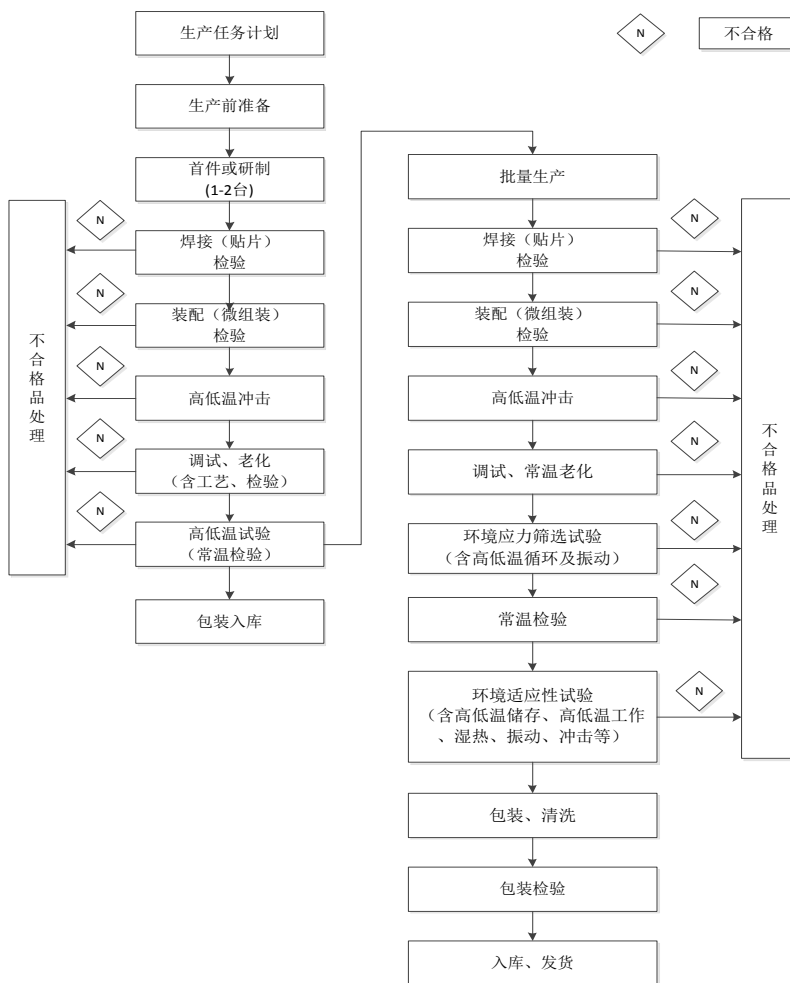 生产任务计划
N
不合格
生产前准备
首件或研制
(1-2台)
N
焊接（贴片）
检验
N
装配（微组装）
检验
N
高低温冲击
N
调试、老化
（含工艺、检验）
N
高低温试验
（常温检验）
包装入库
不合格品处理
批量生产
N
焊接（贴片）
检验
N
装配（微组装）
检验
N
高低温冲击
N
调试、常温老化
N
环境应力筛选试验
（含高低温循环及振动）
N
常温检验
N
环境适应性试验
（含高低温储存、高低温工作
、湿热、振动、冲击等）
包装、清洗
包装检验
入库、发货
不合格品处理